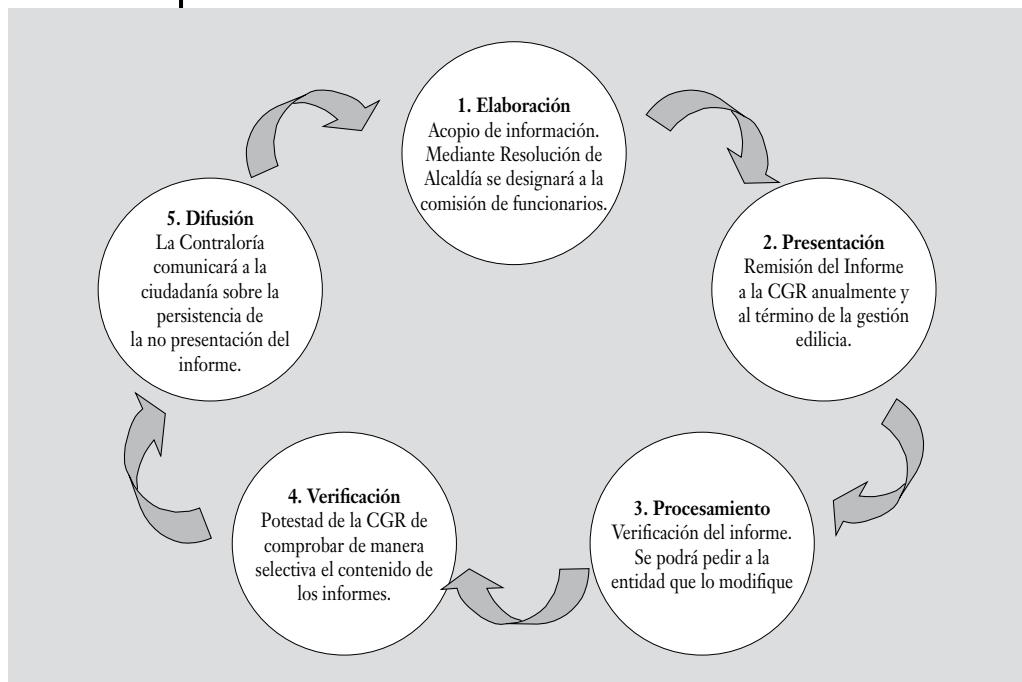 1. Elaboración
Acopio de información.
Mediante Resolución de
Alcaldía se designará a la
comisión de funcionarios.
2. Presentación
Remisión del Informe
a la CGR anualmente y
al término de la gestión
edilicia.
3. Procesamiento
Verificación del informe.
Se podrá pedir a la
entidad que lo modifique
4. Verificación
Potestad de la CGR de
comprobar de manera
selectiva el contenido de
los informes.
5. Difusión
La Contraloría
comunicará a la
ciudadanía sobre la
persistencia de
la no presentación del
informe.